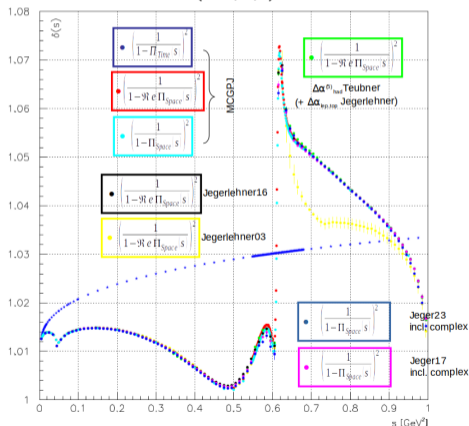 1.08
δ(s)
1.07
1.06
1.05
1.04
1.03
1.02
1.01
1
0 0.1 0.2 0.3 0.4 0.5 0.6 0.7 0.8 0.9 1
s [GeV²]
(1 / 1−Π_Time s)²
(1 / 1−ℜe Π_Space s)²
(1 / 1−Π_Space s)²
MCGPJ
(1 / 1−ℜe Π_Space s)²
Δα⁽⁵⁾had Teubner
(+ Δα Jegerlehner)
(1 / 1−ℜe Π_Space s)² Jegerlehner16
(1 / 1−ℜe Π_Space s)² Jegerlehner03
(1 / 1−Π_Space s)² Jeger23
incl. complex
(1 / 1−Π_Space s)² Jeger17
incl. complex